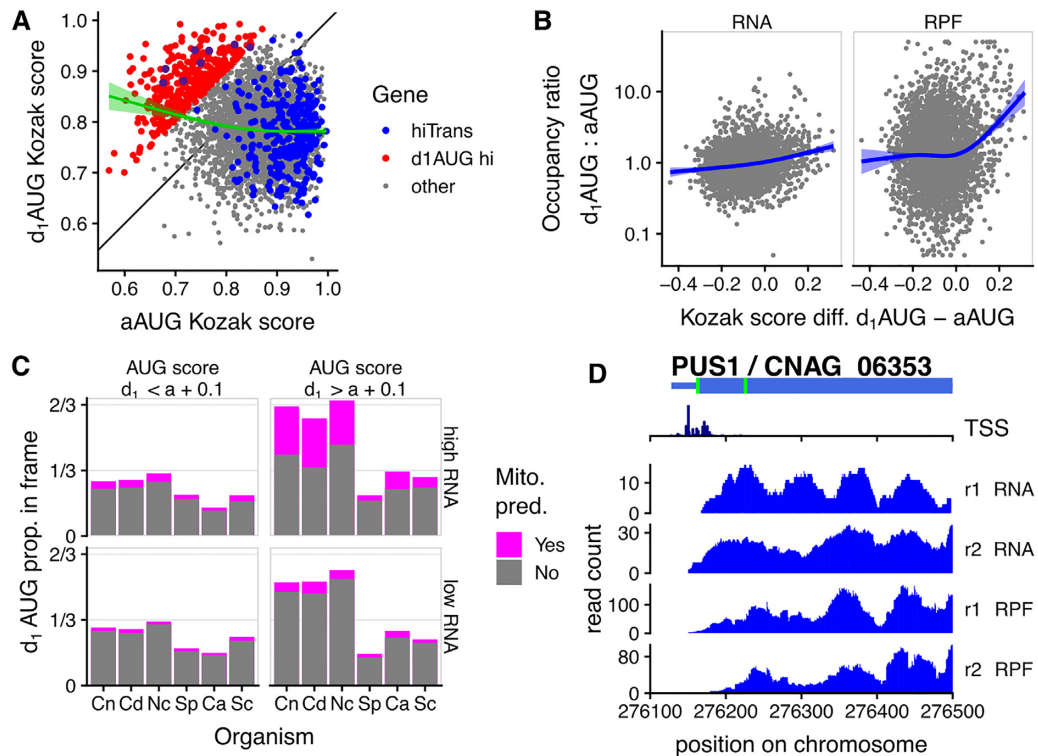 A
d₁AUG Kozak score
1.0
0.9
0.8
0.7
0.6
0.6 0.7 0.8 0.9 1.0
aAUG Kozak score
Gene
hiTrans
d1AUG hi
other
B
RNA RPF
Occupancy ratio
d₁AUG : aAUG
10.0
1.0
0.1
−0.4 −0.2 0.0 0.2 −0.4 −0.2 0.0 0.2
Kozak score diff. d₁AUG − aAUG
C
AUG score AUG score
d₁ < a + 0.1 d₁ > a + 0.1
d₁ AUG prop. in frame
2/3
1/3
0
high RNA
2/3
1/3
0
low RNA
Cn Cd Nc Sp Ca Sc Cn Cd Nc Sp Ca Sc
Organism
Mito.
pred.
Yes
No
D
PUS1 / CNAG_06353
TSS
read count
10
0
r1 RNA
30
0
r2 RNA
100
0
r1 RPF
80
0
r2 RPF
276100 276200 276300 276400 276500
position on chromosome